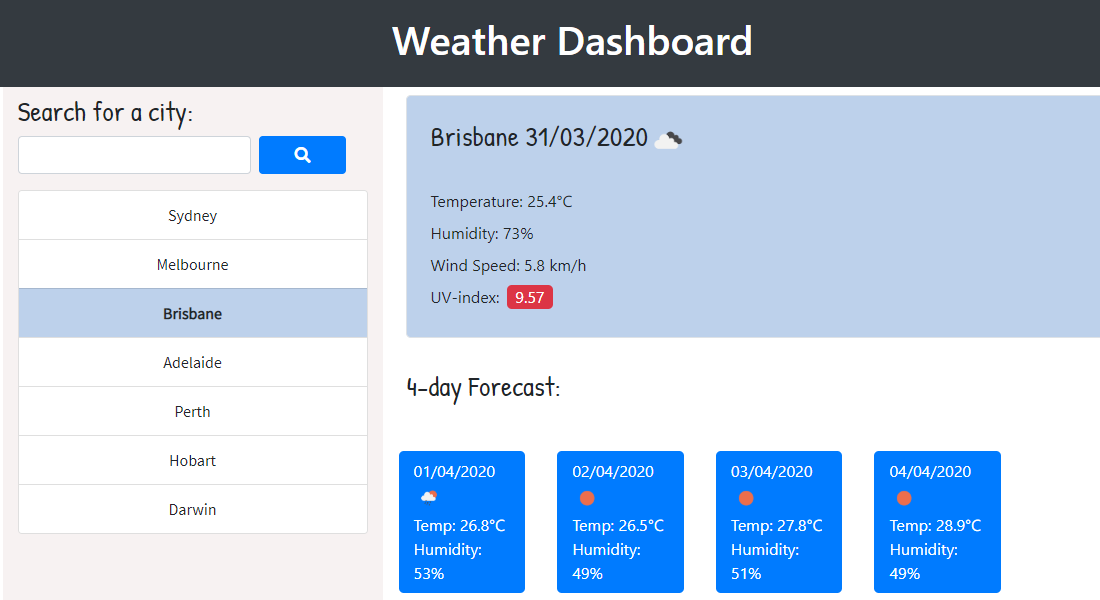 Weather Dashboard
Search for a city:
Sydney
Melbourne
Brisbane
Adelaide
Perth
Hobart
Darwin
Brisbane 31/03/2020
Temperature: 25.4°C
Humidity: 73%
Wind Speed: 5.8 km/h
UV-index: 9.57
4-day Forecast:
01/04/2020
Temp: 26.8°C
Humidity:
53%
02/04/2020
Temp: 26.5°C
Humidity:
49%
03/04/2020
Temp: 27.8°C
Humidity:
51%
04/04/2020
Temp: 28.9°C
Humidity:
49%